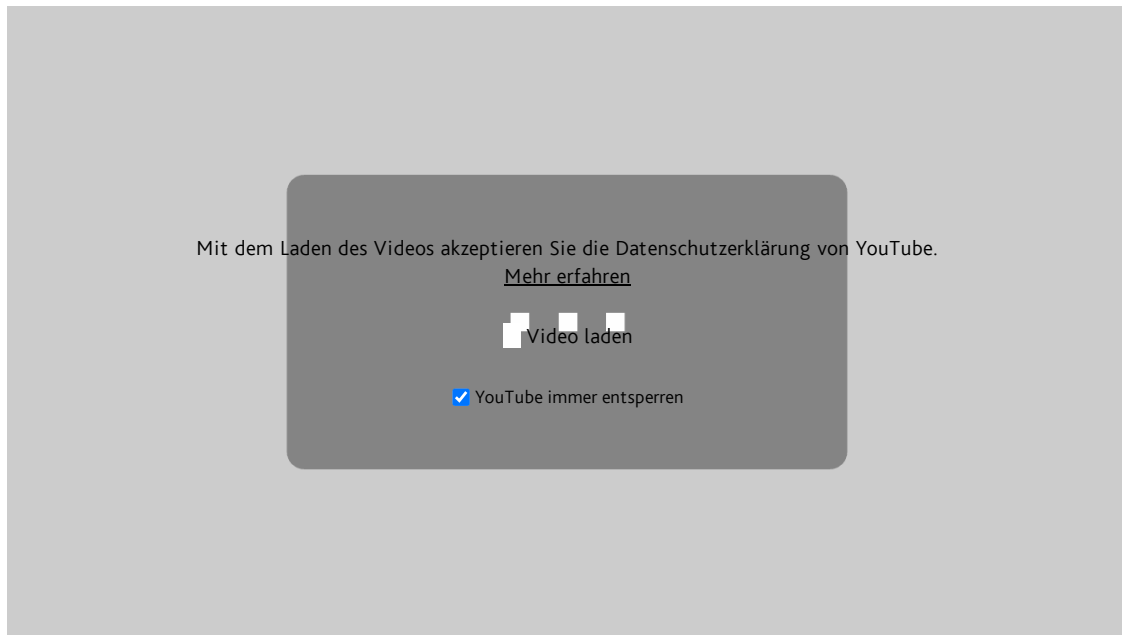 Mit dem Laden des Videos akzeptieren Sie die Datenschutzerklärung von YouTube.
Mehr erfahren
Video laden
YouTube immer entsperren